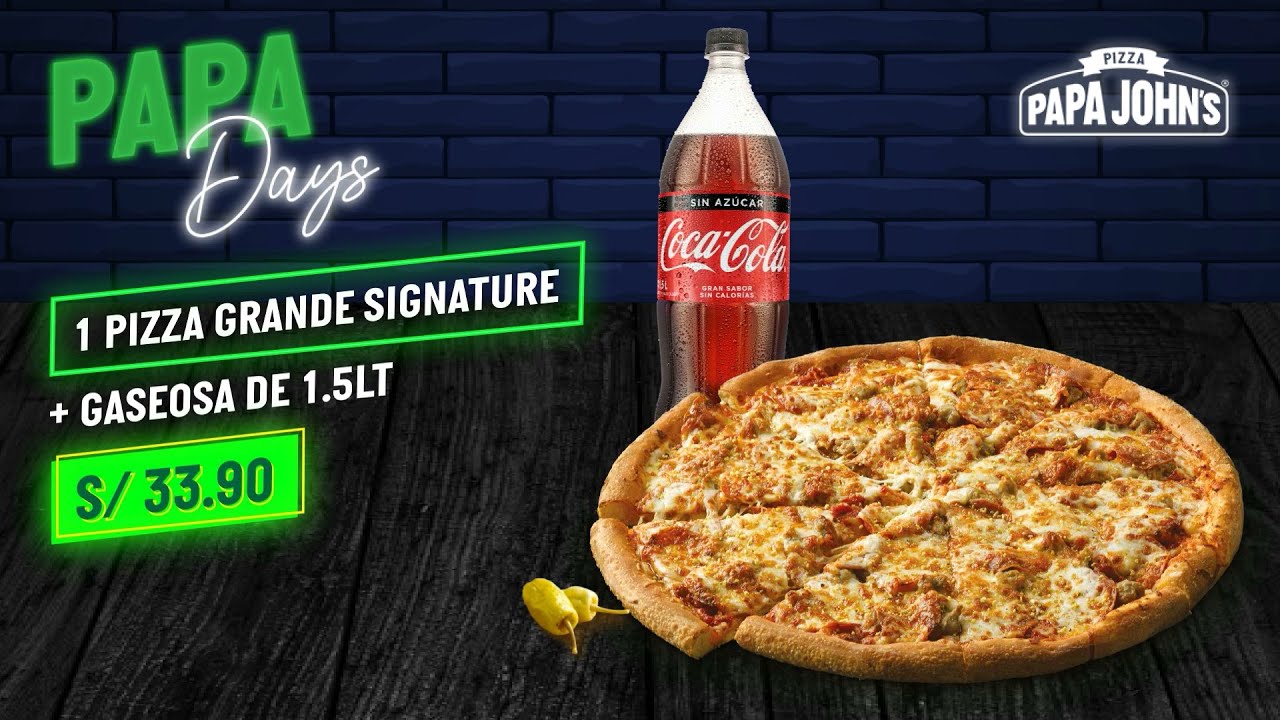 PAPA
Days
PIZZA
PAPA JOHN'S
1 PIZZA GRANDE SIGNATURE
+ GASEOSA DE 1.5LT
S/ 33.90
SIN AZÚCAR
Coca-Cola
GRAN SABOR
SIN CALORÍAS